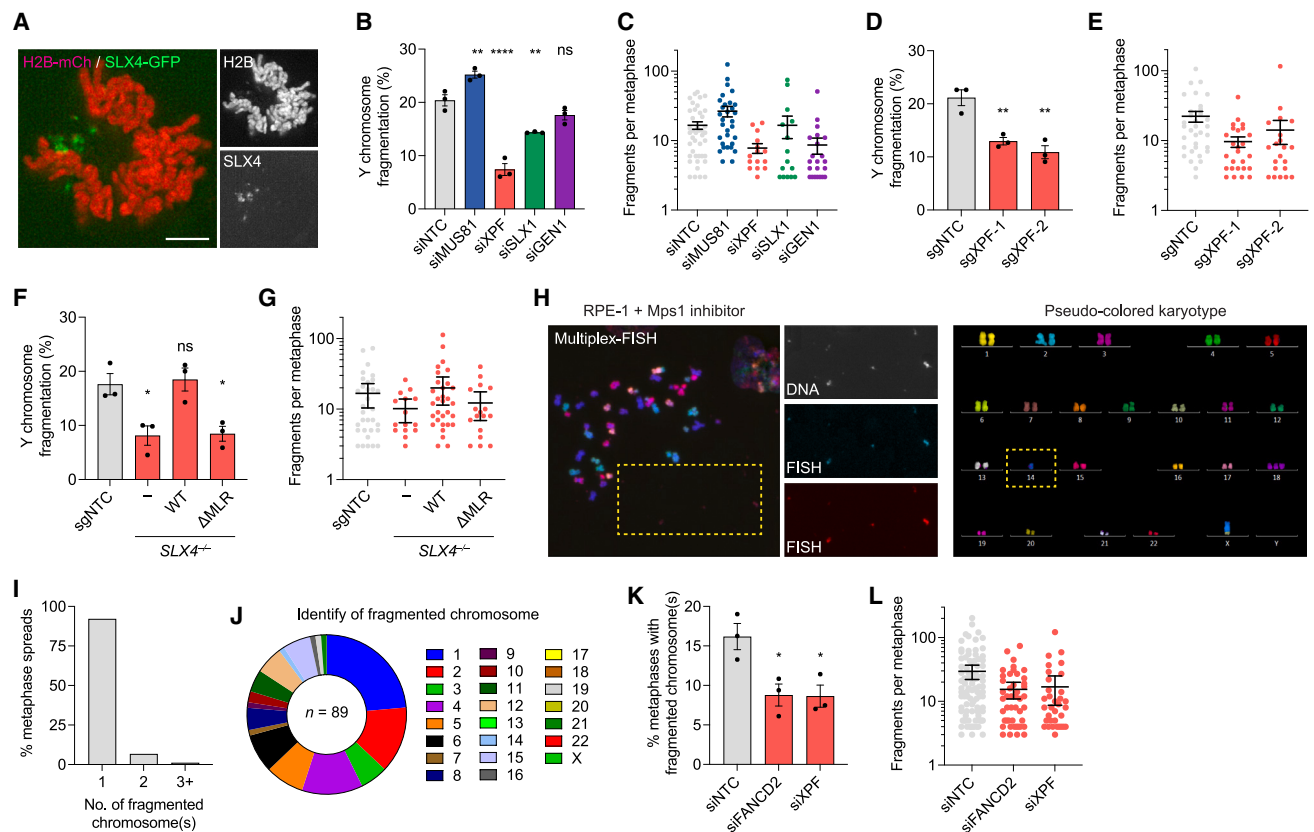 A
H2B-mCh / SLX4-GFP
H2B
SLX4
B
Y chromosome
fragmentation (%)
30
20
10
0
** **** ** ns
siNTC
siMUS81
siXPF
siSLX1
siGEN1
C
Fragments per metaphase
100
10
1
siNTC
siMUS81
siXPF
siSLX1
siGEN1
D
Y chromosome
fragmentation (%)
30
20
10
0
** **
sgNTC
sgXPF-1
sgXPF-2
E
Fragments per metaphase
100
10
1
sgNTC
sgXPF-1
sgXPF-2
F
Y chromosome
fragmentation (%)
30
20
10
0
* ns *
sgNTC
–
WT
ΔMLR
SLX4–/–
G
Fragments per metaphase
100
10
1
sgNTC
–
WT
ΔMLR
SLX4–/–
H
RPE-1 + Mps1 inhibitor
Multiplex-FISH
DNA
FISH
FISH
Pseudo-colored karyotype
1 2 3 4 5
6 7 8 9 10 11 12
13 14 15 16 17 18
19 20 21 22 X Y
I
% metaphase spreads
100
75
50
25
0
1 2 3+
No. of fragmented
chromosome(s)
J
Identify of fragmented chromosome
n = 89
1 9 17
2 10 18
3 11 19
4 12 20
5 13 21
6 14 22
7 15 X
8 16
K
% metaphases with
fragmented chromosome(s)
20
15
10
5
0
* *
siNTC
siFANCD2
siXPF
L
Fragments per metaphase
100
10
1
siNTC
siFANCD2
siXPF